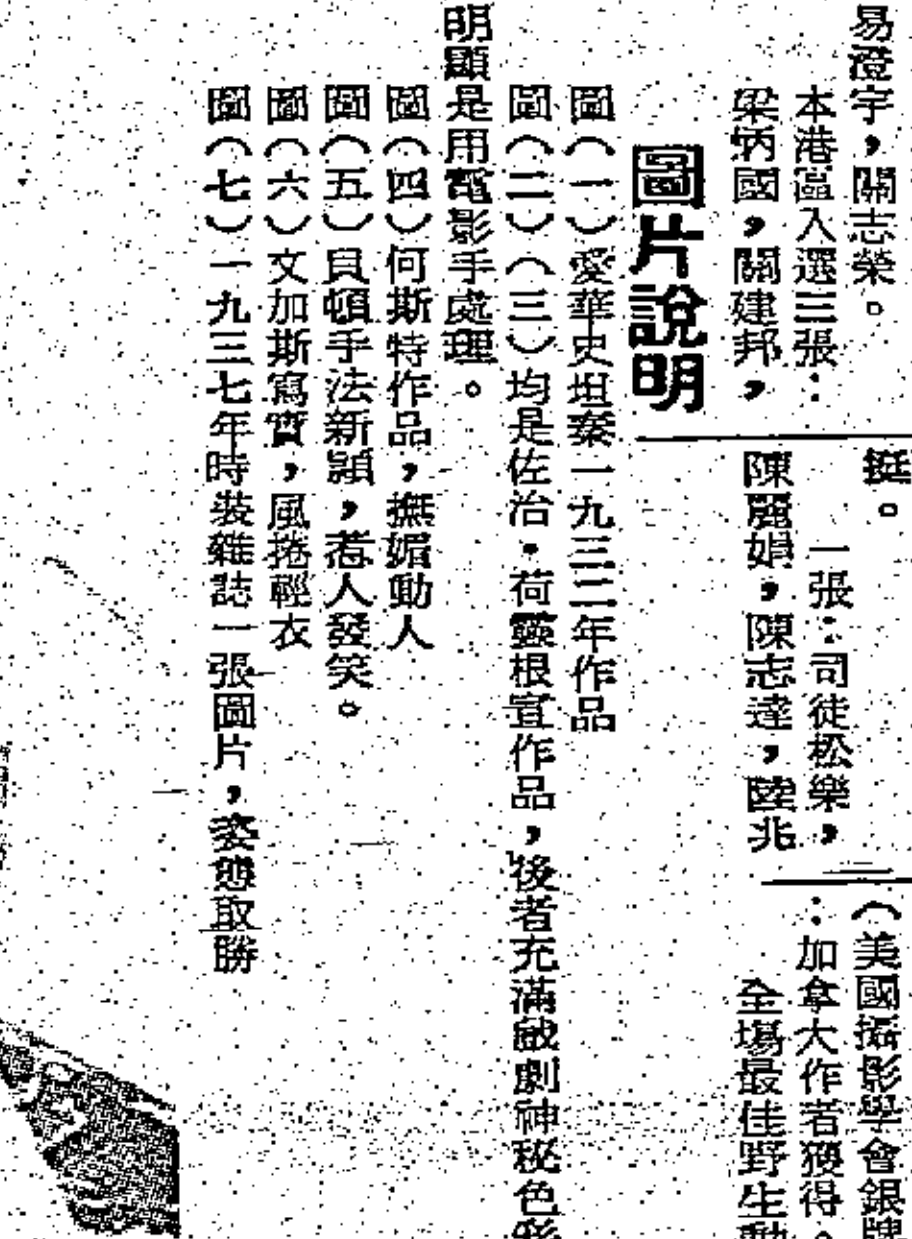 易澄宇，關志榮。
本港區入選三張：
梁炳國，關建邦，
挺。
一張：司徒松樂，
陳麗娟，陳志達，陸兆
（美國攝影學會銀牌
：加拿大作者獲得。
全場最佳野生動
圖片說明
圖（一）愛華史坦秦一九三二年作品
圖（二）（三）均是佐治・荷靈根宜作品，後者充滿戲劇神秘色彩
明顯是用電影手處理。
圖（四）何斯特作品，撫媚動人
圖（五）貝頓手法新穎，惹人發笑。
圖（六）文加斯寫實，風捲輕衣
圖（七）一九三七年時裝雜誌一張圖片，姿態取勝